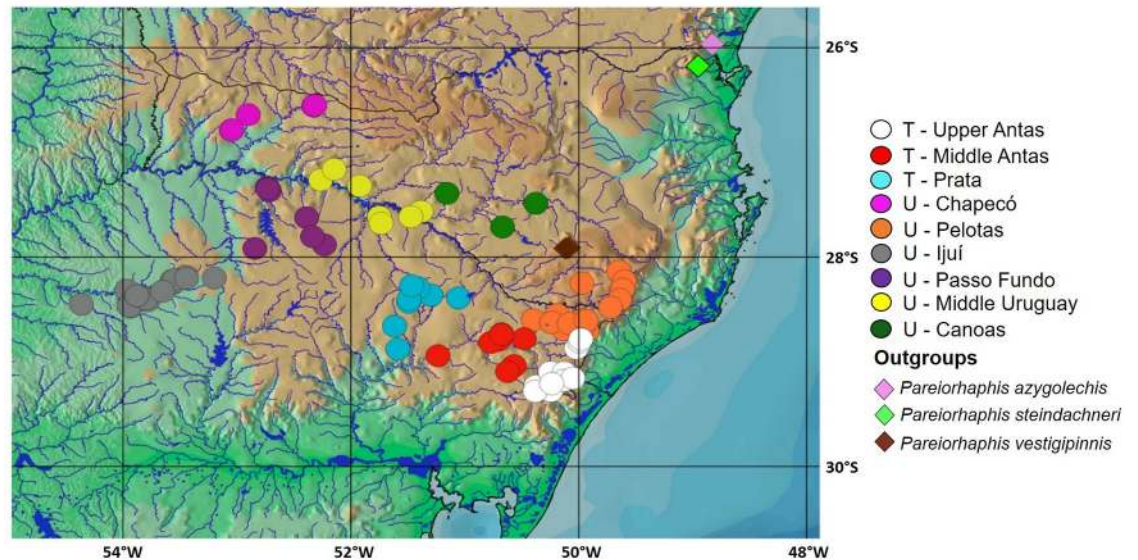 26°S
28°S
30°S
54°W
52°W
50°W
48°W
T - Upper Antas
T - Middle Antas
T - Prata
U - Chapecó
U - Pelotas
U - Ijuí
U - Passo Fundo
U - Middle Uruguay
U - Canoas
Outgroups
Pareiorhaphis azygolechis
Pareiorhaphis steindachneri
Pareiorhaphis vestigipinnis